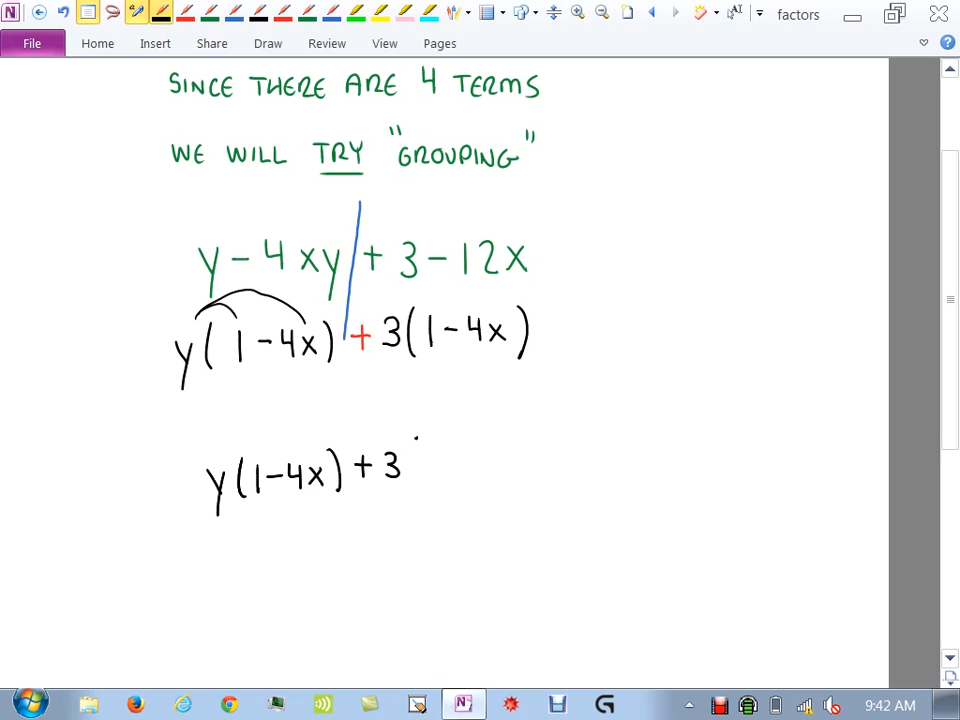 factors
File Home Insert Share Draw Review View Pages
SINCE THERE ARE 4 TERMS
WE WILL TRY "GROUPING"
y - 4xy + 3 - 12x
y(1 - 4x) + 3(1 - 4x)
y(1 - 4x) + 3
9:42 AM